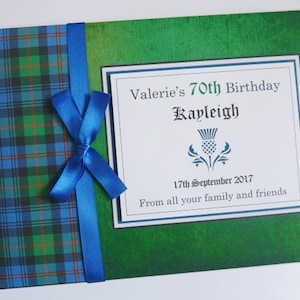 Valerie's 70th Birthday
Kayleigh
17th September 2017
From all your family and friends